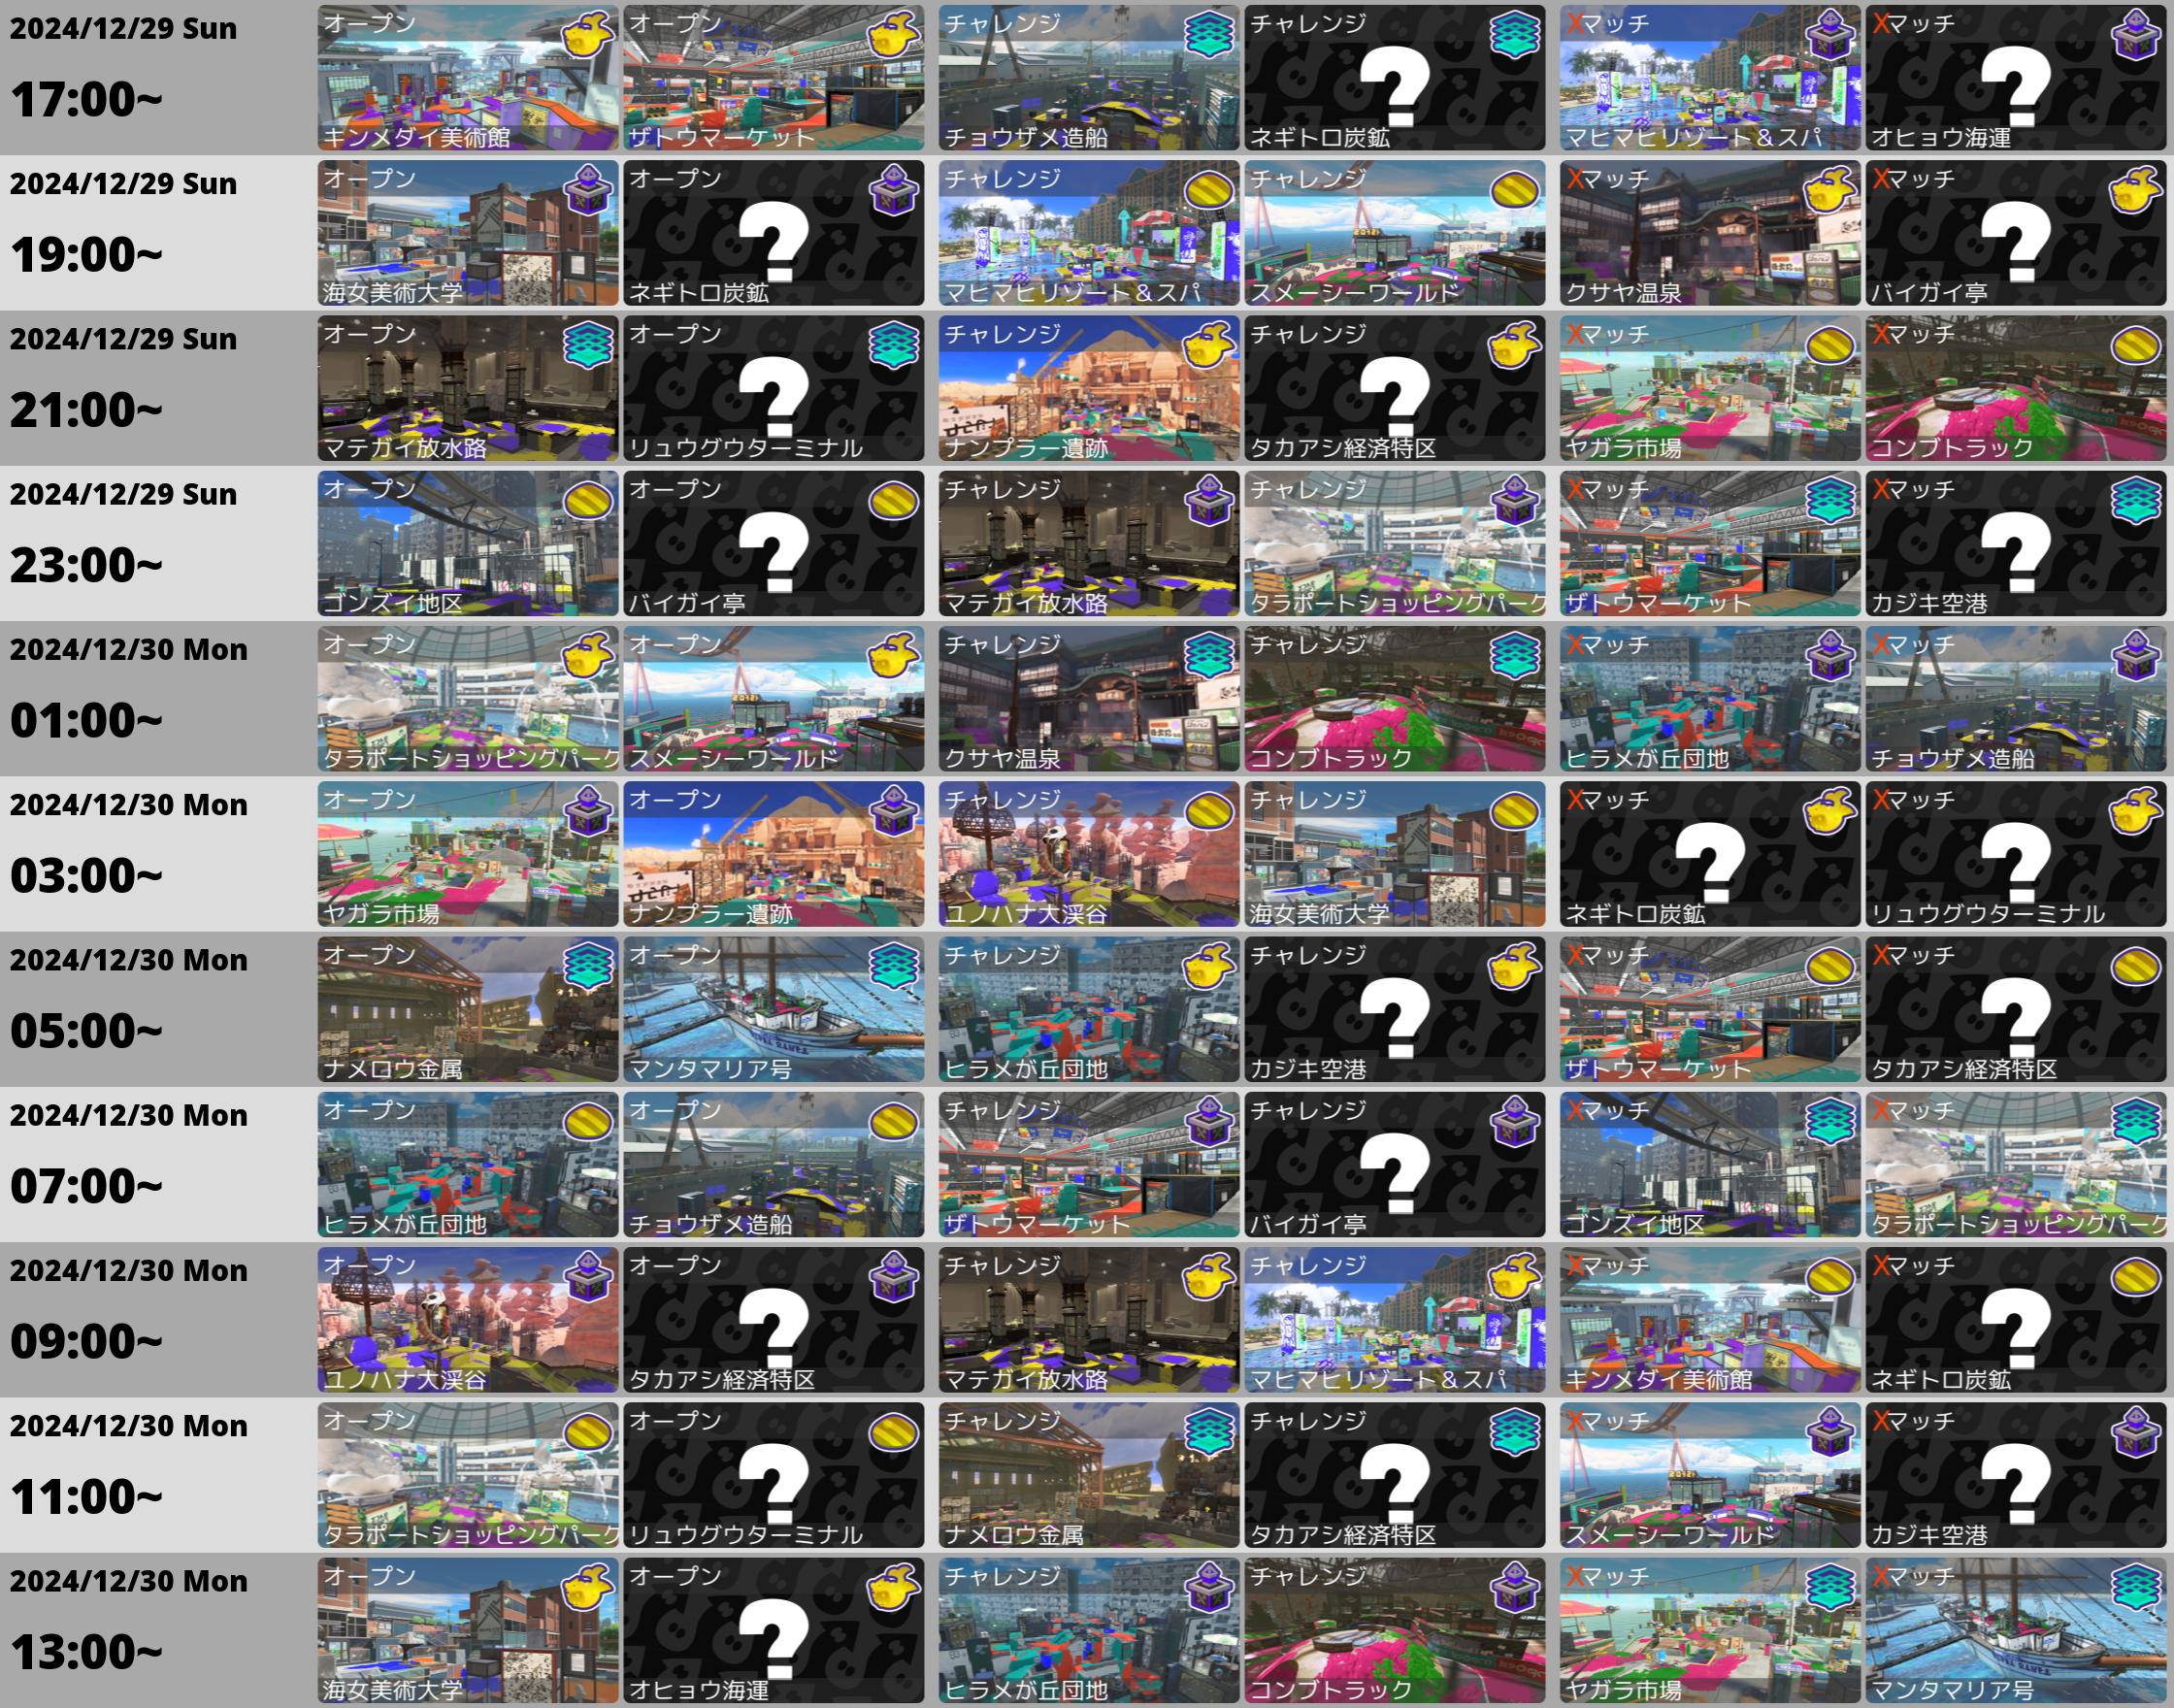 2024/12/29 Sun
17:00~
オープン
キンメダイ美術館
オープン
ザトウマーケット
チャレンジ
チョウザメ造船
チャレンジ
?
ネギトロ炭鉱
Xマッチ
マヒマヒリゾート＆スパ
Xマッチ
?
オヒョウ海運
2024/12/29 Sun
19:00~
オープン
海女美術大学
オープン
?
ネギトロ炭鉱
チャレンジ
マヒマヒリゾート＆スパ
チャレンジ
スメーシーワールド
Xマッチ
クサヤ温泉
Xマッチ
?
バイガイ亭
2024/12/29 Sun
21:00~
オープン
マテガイ放水路
オープン
?
リュウグウターミナル
チャレンジ
ナンプラー遺跡
チャレンジ
?
タカアシ経済特区
Xマッチ
ヤガラ市場
Xマッチ
コンブトラック
2024/12/29 Sun
23:00~
オープン
ゴンズイ地区
オープン
?
バイガイ亭
チャレンジ
マテガイ放水路
チャレンジ
タラポートショッピングパーク
Xマッチ
ザトウマーケット
Xマッチ
?
カジキ空港
2024/12/30 Mon
01:00~
オープン
タラポートショッピングパーク
オープン
スメーシーワールド
チャレンジ
クサヤ温泉
チャレンジ
コンブトラック
Xマッチ
ヒラメが丘団地
Xマッチ
チョウザメ造船
2024/12/30 Mon
03:00~
オープン
ヤガラ市場
オープン
ナンプラー遺跡
チャレンジ
ユノハナ大渓谷
チャレンジ
海女美術大学
Xマッチ
?
ネギトロ炭鉱
Xマッチ
?
リュウグウターミナル
2024/12/30 Mon
05:00~
オープン
ナメロウ金属
オープン
マンタマリア号
チャレンジ
ヒラメが丘団地
チャレンジ
?
カジキ空港
Xマッチ
ザトウマーケット
Xマッチ
?
タカアシ経済特区
2024/12/30 Mon
07:00~
オープン
ヒラメが丘団地
オープン
チョウザメ造船
チャレンジ
ザトウマーケット
チャレンジ
?
バイガイ亭
Xマッチ
ゴンズイ地区
Xマッチ
タラポートショッピングパーク
2024/12/30 Mon
09:00~
オープン
ユノハナ大渓谷
オープン
?
タカアシ経済特区
チャレンジ
マテガイ放水路
チャレンジ
マヒマヒリゾート＆スパ
Xマッチ
キンメダイ美術館
Xマッチ
?
ネギトロ炭鉱
2024/12/30 Mon
11:00~
オープン
タラポートショッピングパーク
オープン
?
リュウグウターミナル
チャレンジ
ナメロウ金属
チャレンジ
?
タカアシ経済特区
Xマッチ
スメーシーワールド
Xマッチ
?
カジキ空港
2024/12/30 Mon
13:00~
オープン
海女美術大学
オープン
?
オヒョウ海運
チャレンジ
ヒラメが丘団地
チャレンジ
コンブトラック
Xマッチ
ヤガラ市場
Xマッチ
マンタマリア号